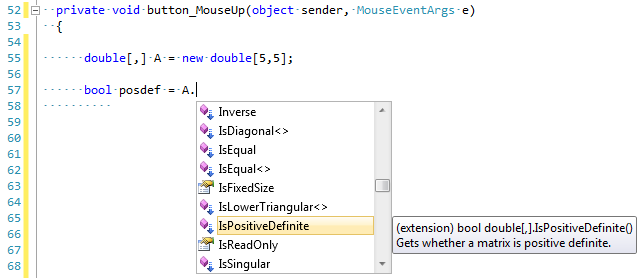 52 private void button_MouseUp(object sender, MouseEventArgs e)
53 {
54
55 double[,] A = new double[5,5];
56
57 bool posdef = A.
58
59
60
61
62
63
64
65
66
67
68
Inverse
IsDiagonal<>
IsEqual
IsEqual<>
IsFixedSize
IsLowerTriangular<>
IsPositiveDefinite
IsReadOnly
IsSingular
(extension) bool double[,].IsPositiveDefinite()
Gets whether a matrix is positive definite.